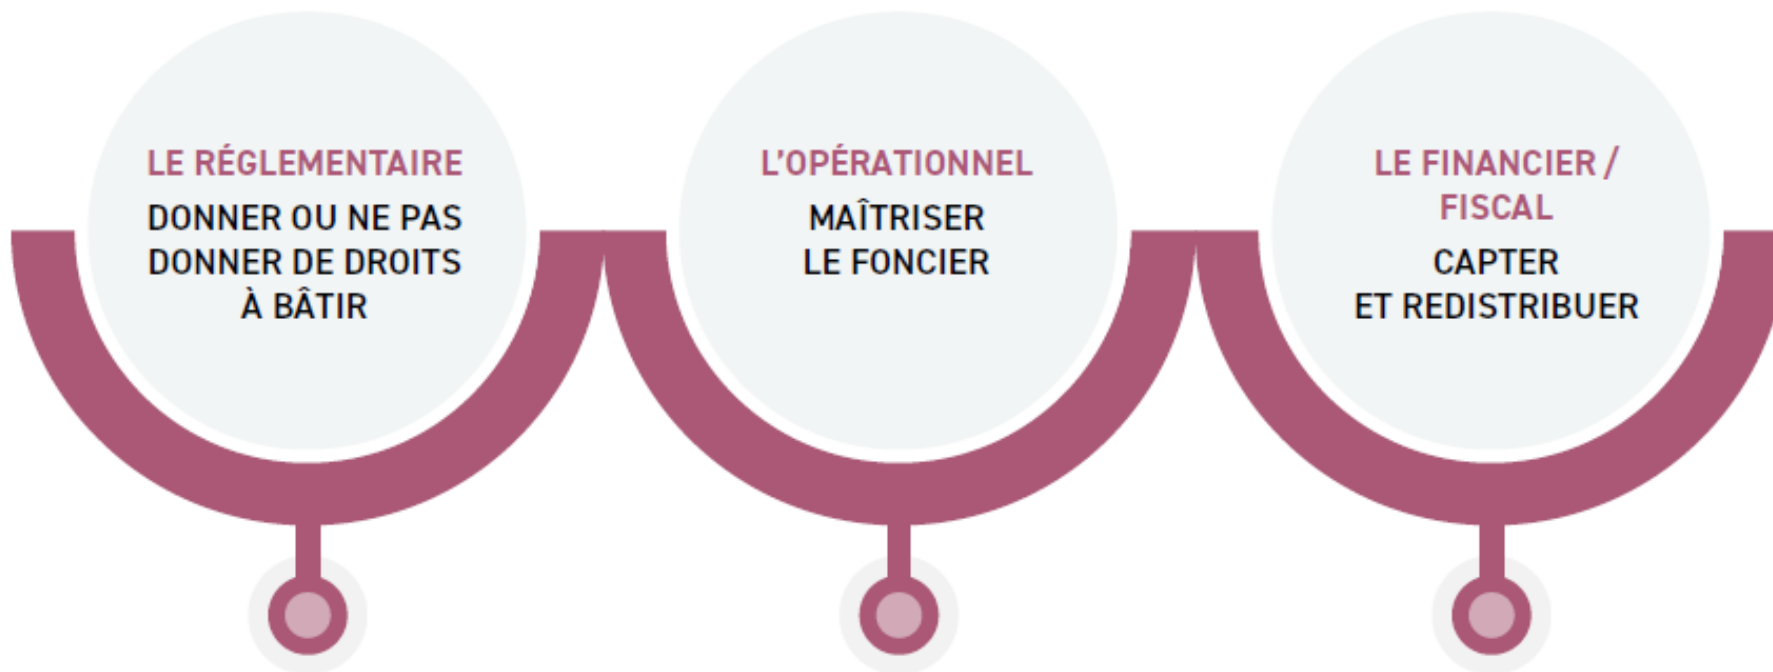 LE RÉGLEMENTAIRE
DONNER OU NE PAS
DONNER DE DROITS
À BÂTIR
L’OPÉRATIONNEL
MAÎTRISER
LE FONCIER
LE FINANCIER /
FISCAL
CAPTER
ET REDISTRIBUER